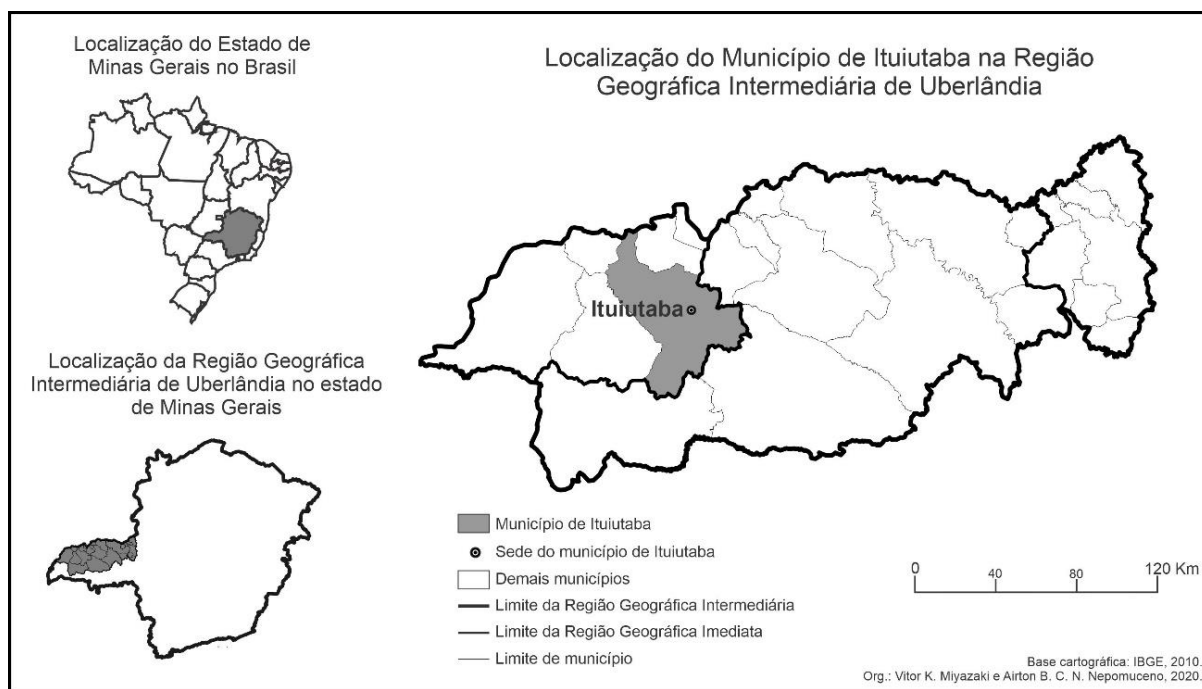 Localização do Estado de
Minas Gerais no Brasil
Localização da Região Geográfica
Intermediária de Uberlândia no estado
de Minas Gerais
Localização do Município de Ituiutaba na Região
Geográfica Intermediária de Uberlândia
Ituiutaba
Município de Ituiutaba
Sede do município de Ituiutaba
Demais municípios
Limite da Região Geográfica Intermediária
Limite da Região Geográfica Imediata
Limite de município
0 40 80 120 Km
Base cartográfica: IBGE, 2010.
Org.: Vitor K. Miyazaki e Airton B. C. N. Nepomuceno, 2020.